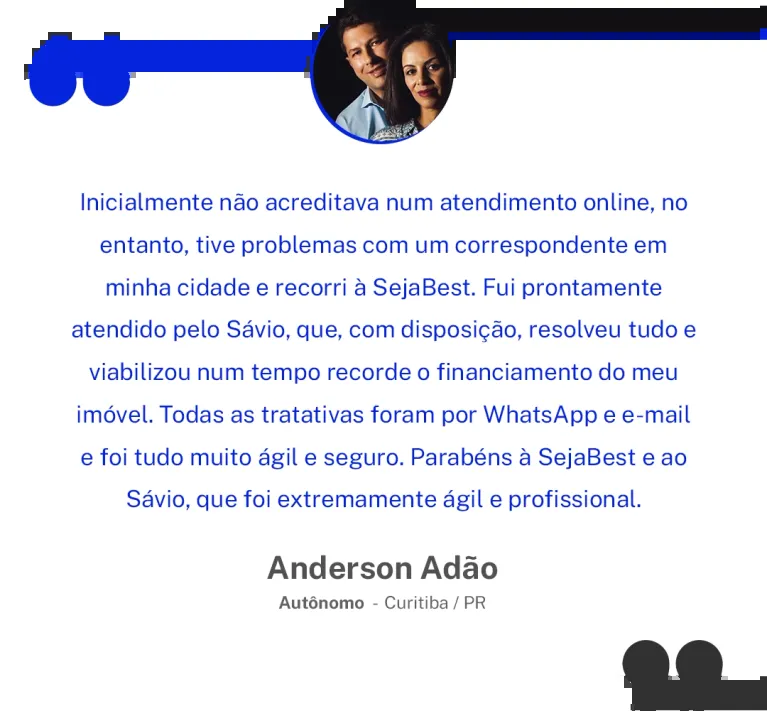 Inicialmente não acreditava num atendimento online, no
entanto, tive problemas com um correspondente em
minha cidade e recorri à SejaBest. Fui prontamente
atendido pelo Sávio, que, com disposição, resolveu tudo e
viabilizou num tempo recorde o financiamento do meu
imóvel. Todas as tratativas foram por WhatsApp e e-mail
e foi tudo muito ágil e seguro. Parabéns à SejaBest e ao
Sávio, que foi extremamente ágil e profissional.
Anderson Adão
Autônomo - Curitiba / PR